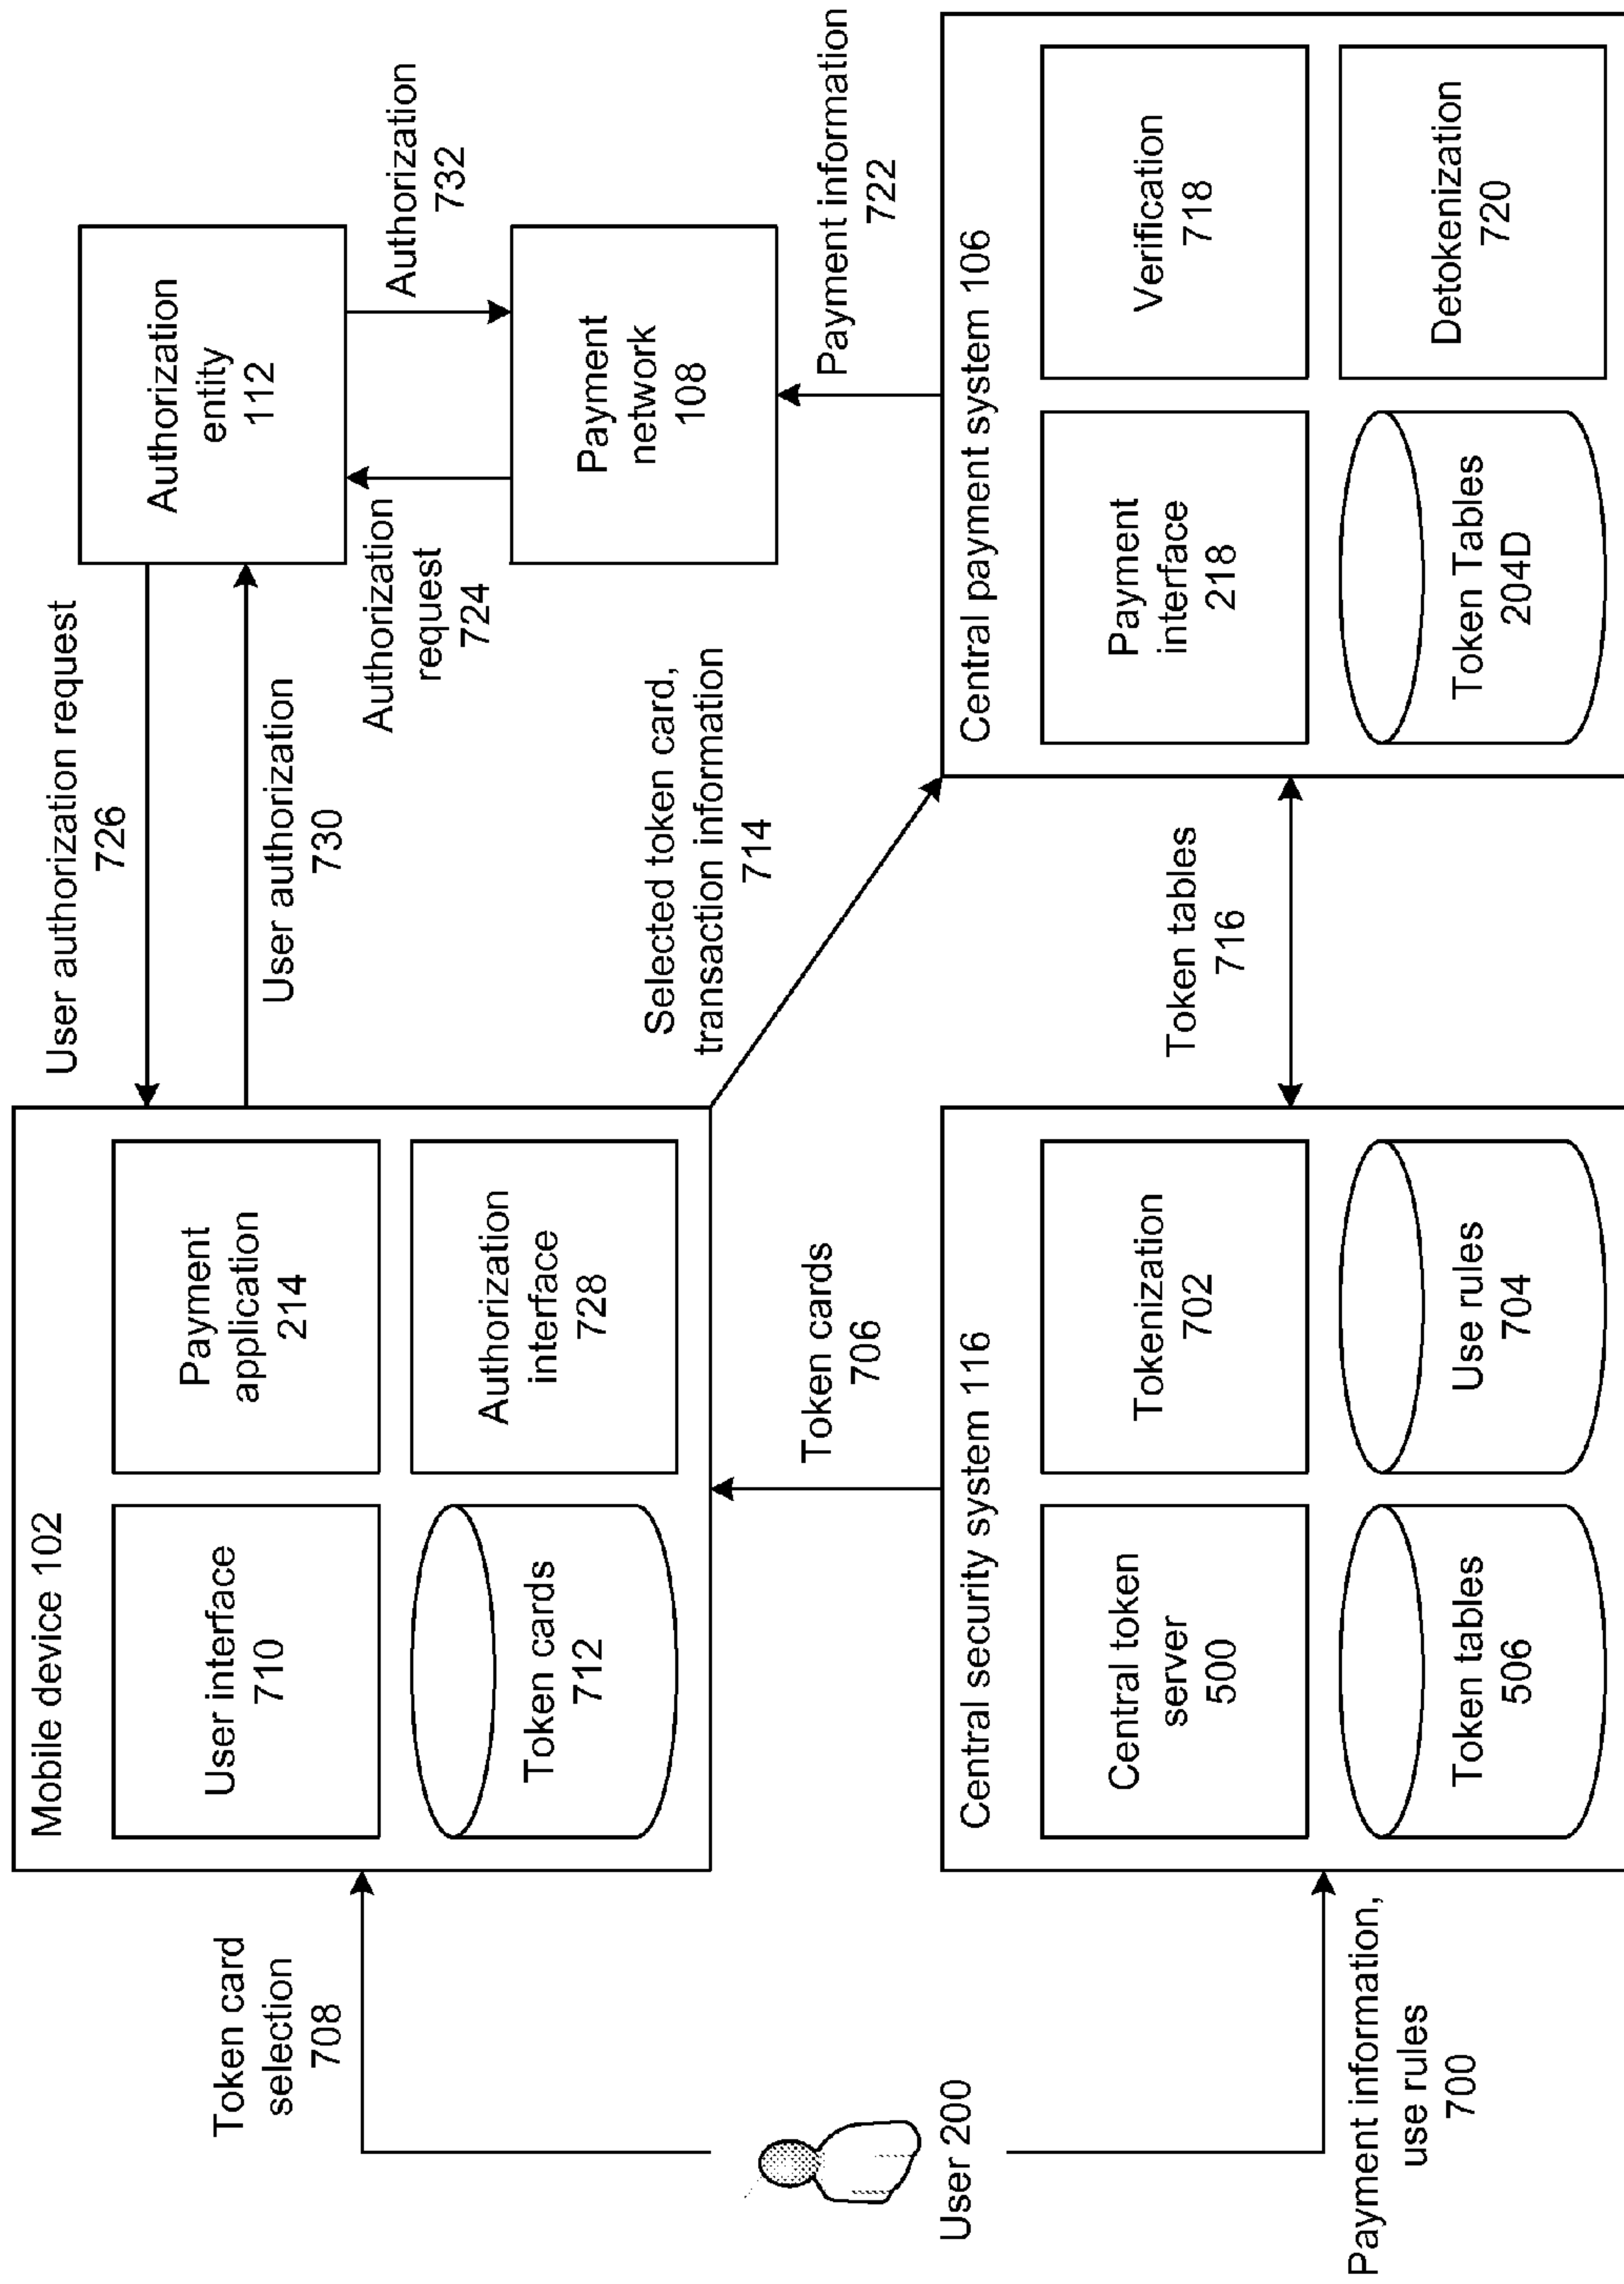 User authorization request
726
User authorization
730
Mobile device 102
User interface
710
Payment
application
214
Token cards
712
Authorization
interface
728
Token card
selection
708
Authorization
entity
112
Authorization
732
Authorization
request
724
Payment
network
108
Selected token card,
transaction information
714
Payment information
722
Token cards
706
User 200
Central security system 116
Central token
server
500
Tokenization
702
Token tables
506
Use rules
704
Token tables
716
Central payment system 106
Payment
interface
218
Verification
718
Token Tables
204D
Detokenization
720
Payment information,
use rules
700